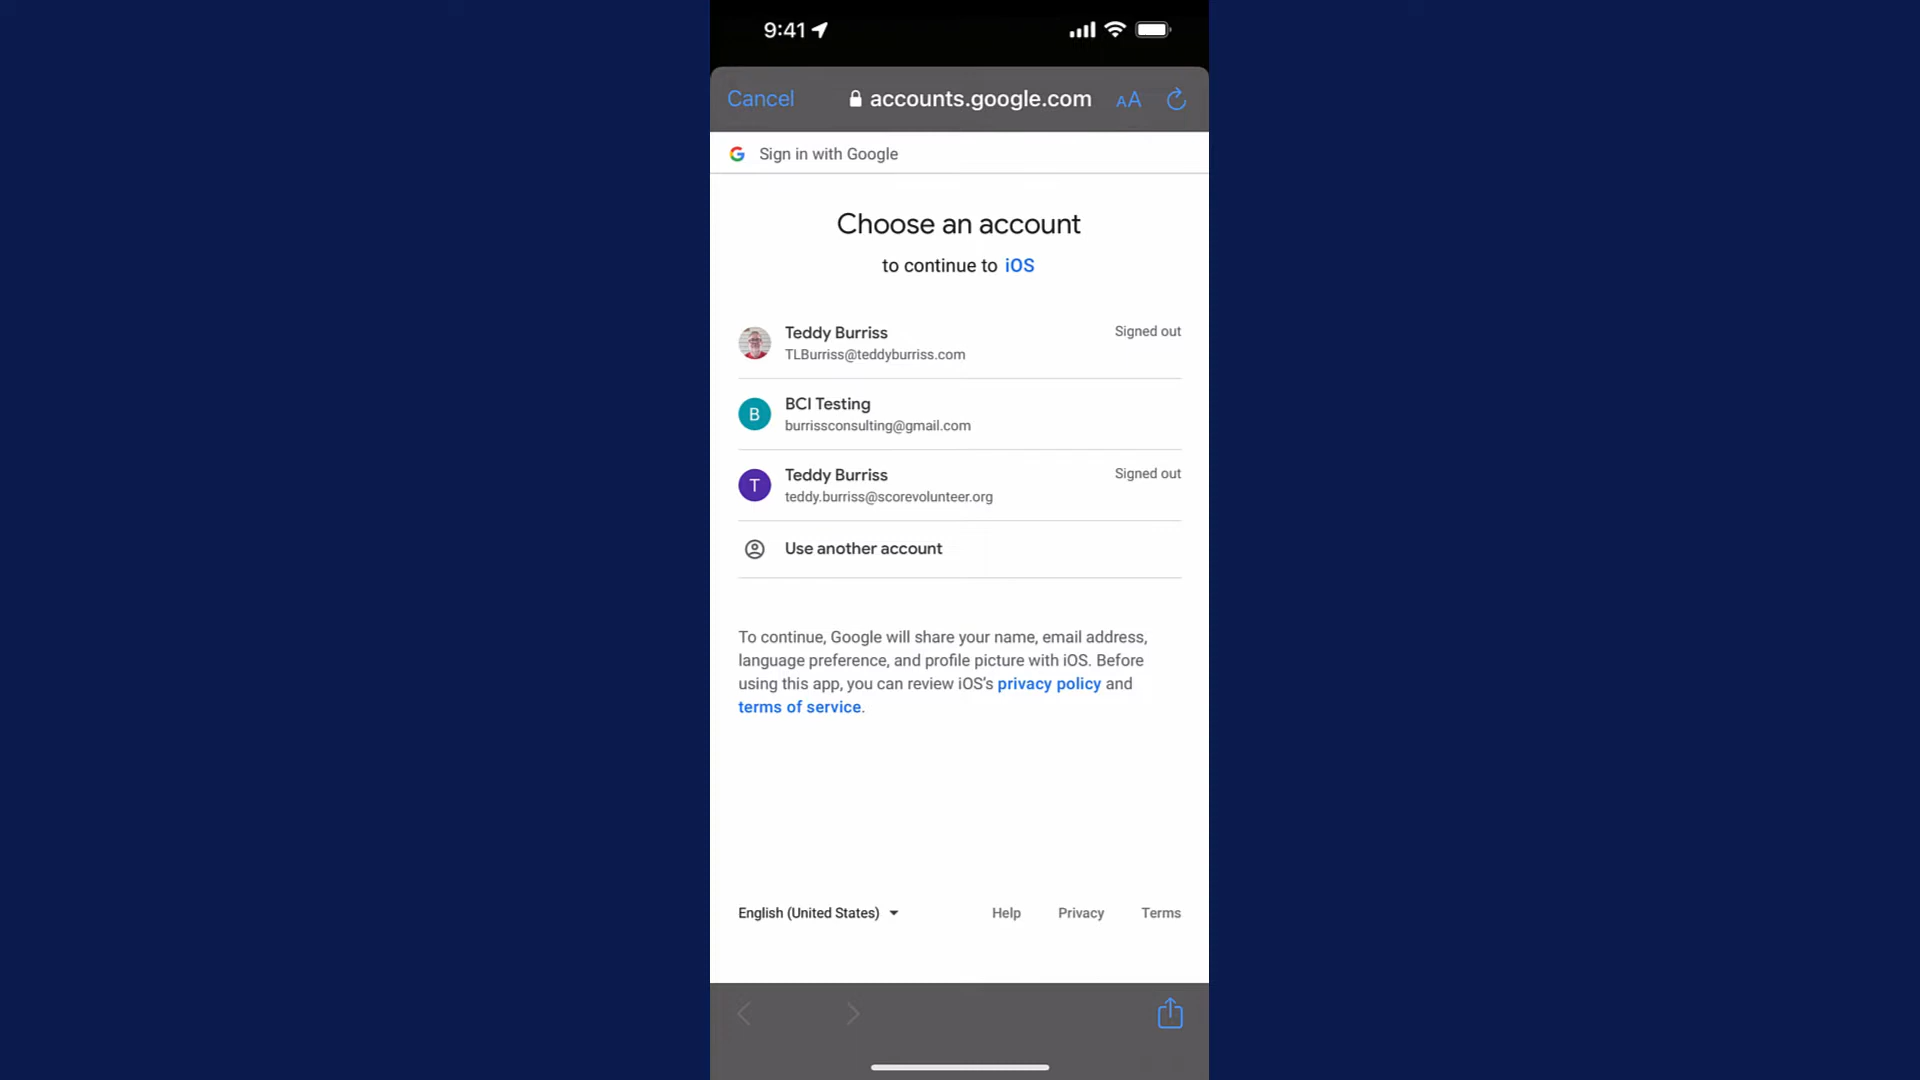 9:41
Cancel
accounts.google.com
AA
Sign in with Google
Choose an account
to continue to iOS
Teddy Burriss
Signed out
TLBurriss@teddyburriss.com
B
BCI Testing
burrissconsulting@gmail.com
T
Teddy Burriss
Signed out
teddy.burriss@scorevolunteer.org
Use another account
To continue, Google will share your name, email address,
language preference, and profile picture with iOS. Before
using this app, you can review iOS's privacy policy and
terms of service.
English (United States)
Help
Privacy
Terms